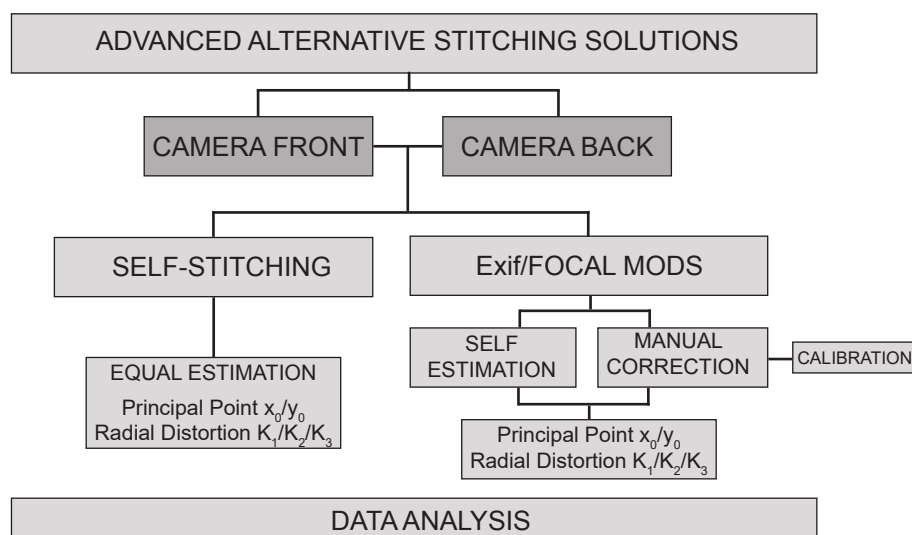 ADVANCED ALTERNATIVE STITCHING SOLUTIONS
CAMERA FRONT
CAMERA BACK
SELF-STITCHING
Exif/FOCAL MODS
SELF
ESTIMATION
MANUAL
CORRECTION
CALIBRATION
EQUAL ESTIMATION
Principal Point x₀/y₀
Radial Distortion K₁/K₂/K₃
Principal Point x₀/y₀
Radial Distortion K₁/K₂/K₃
DATA ANALYSIS